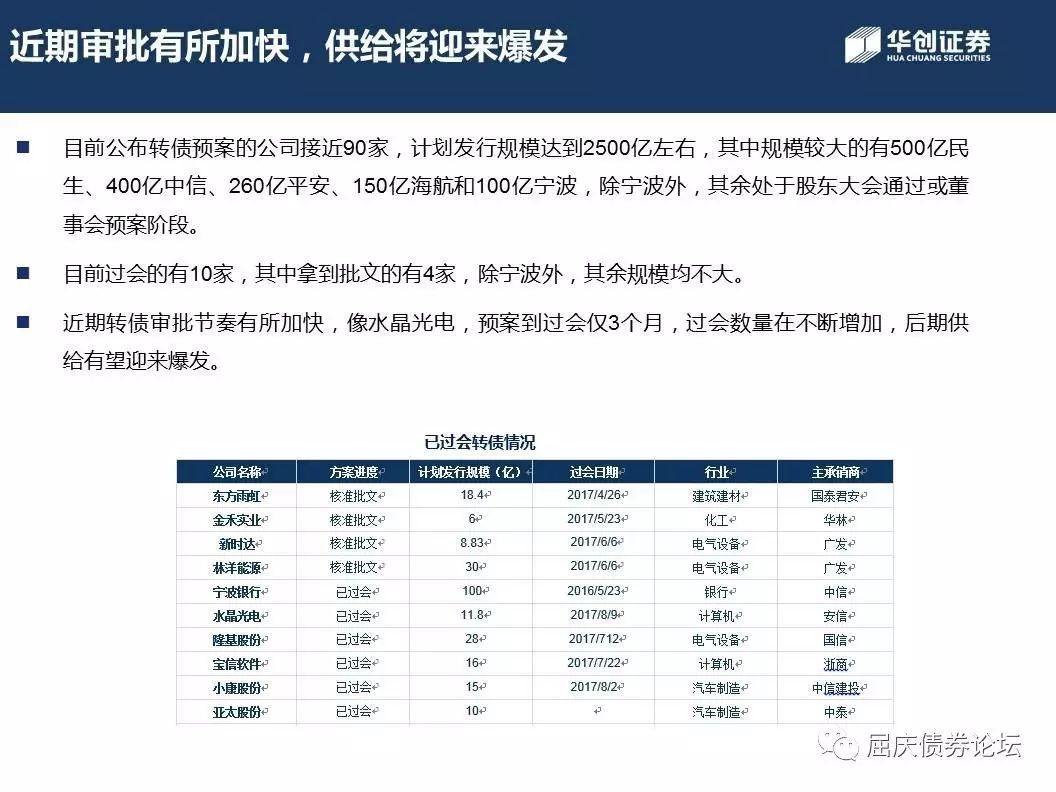 近期审批有所加快，供给将迎来爆发
华创证券
HUA CHUANG SECURITIES
目前公布转债预案的公司接近90家，计划发行规模达到2500亿左右，其中规模较大的有500亿民
生、400亿中信、260亿平安、150亿海航和100亿宁波，除宁波外，其余处于股东大会通过或董
事会预案阶段。
目前过会的有10家，其中拿到批文的有4家，除宁波外，其余规模均不大。
近期转债审批节奏有所加快，像水晶光电，预案到过会仅3个月，过会数量在不断增加，后期供
给有望迎来爆发。
已过会转债情况
公司名称 方案进度 计划发行规模（亿） 过会日期 行业 主承销商
东方雨虹 核准批文 18.4 2017/4/26 建筑建材 国泰君安
金禾实业 核准批文 6 2017/5/23 化工 华林
新时达 核准批文 8.83 2017/6/6 电气设备 广发
林洋能源 核准批文 30 2017/6/6 电气设备 广发
宁波银行 已过会 100 2016/5/23 银行 中信
水晶光电 已过会 11.8 2017/8/9 计算机 安信
隆基股份 已过会 28 2017/712 电气设备 国信
宝信软件 已过会 16 2017/7/22 计算机 浙商
小康股份 已过会 15 2017/8/2 汽车制造 中信建投
亚太股份 已过会 10 汽车制造 中泰
屈庆债券论坛